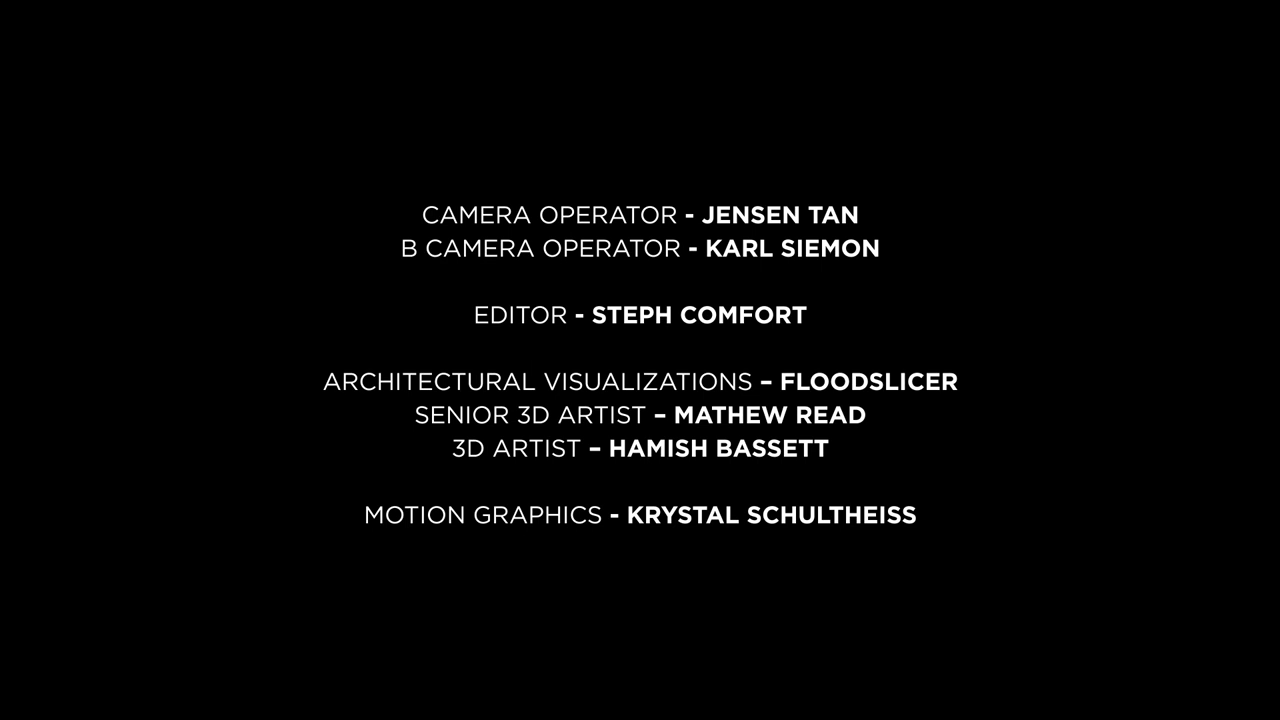 CAMERA OPERATOR - JENSEN TAN
B CAMERA OPERATOR - KARL SIEMON
EDITOR - STEPH COMFORT
ARCHITECTURAL VISUALIZATIONS – FLOODSLICER
SENIOR 3D ARTIST – MATHEW READ
3D ARTIST – HAMISH BASSETT
MOTION GRAPHICS - KRYSTAL SCHULTHEISS